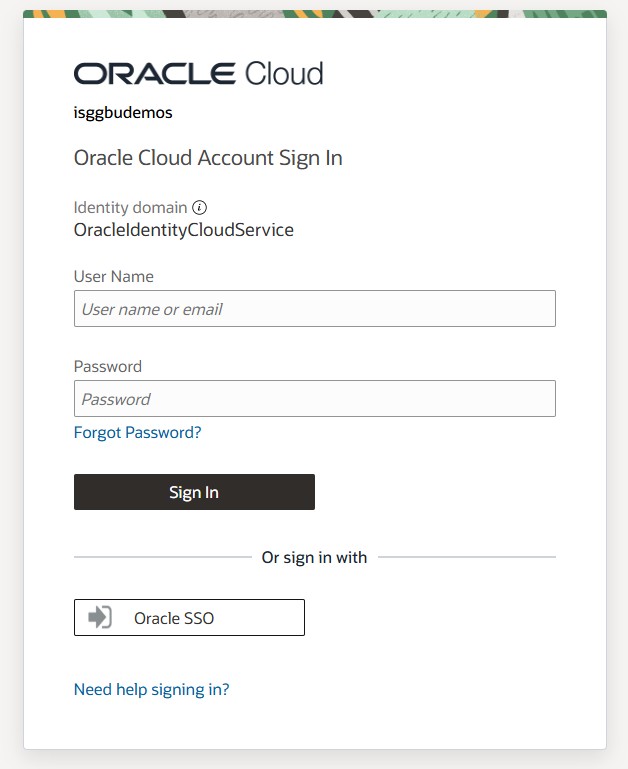 ORACLE Cloud
isggbudemos
Oracle Cloud Account Sign In
Identity domain i
OracleIdentityCloudService
User Name
User name or email
Password
Password
Forgot Password?
Sign In
Or sign in with
Oracle SSO
Need help signing in?